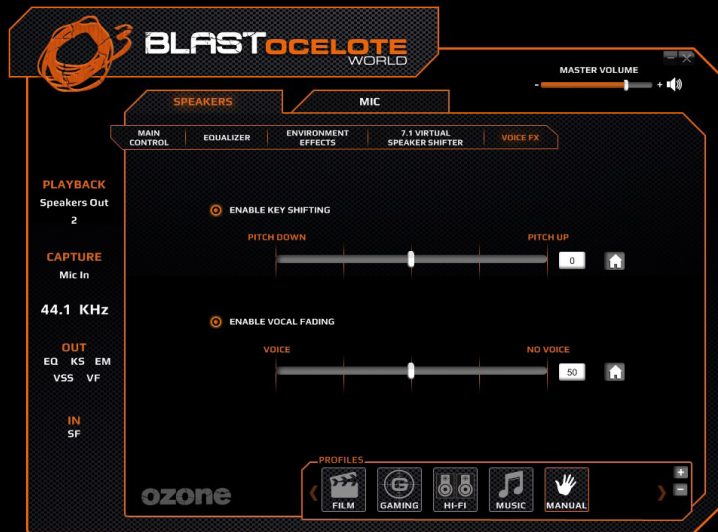 O3 BLAST OCELOTE
WORLD
MASTER VOLUME
- +
SPEAKERS MIC
MAIN CONTROL EQUALIZER ENVIRONMENT EFFECTS 7.1 VIRTUAL SPEAKER SHIFTER VOICE FX
PLAYBACK
Speakers Out
2
CAPTURE
Mic In
44.1 KHz
OUT
EQ KS EM
VSS VF
IN
SF
ENABLE KEY SHIFTING
PITCH DOWN PITCH UP
0
ENABLE VOCAL FADING
VOICE NO VOICE
50
ozone
PROFILES
FILM GAMING HI-FI MUSIC MANUAL
+
-